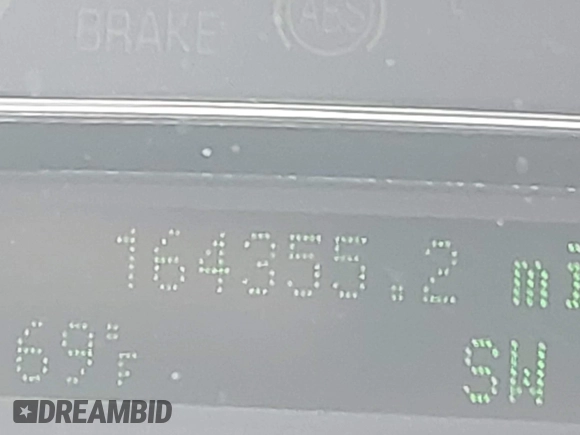 BRAKE ABS
164355.2 mi
69°F SW
DREAMBID